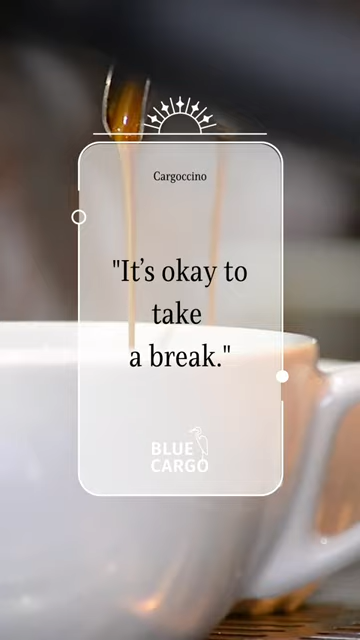 Cargoccino
"It’s okay to
take
a break."
BLUE
CARGO